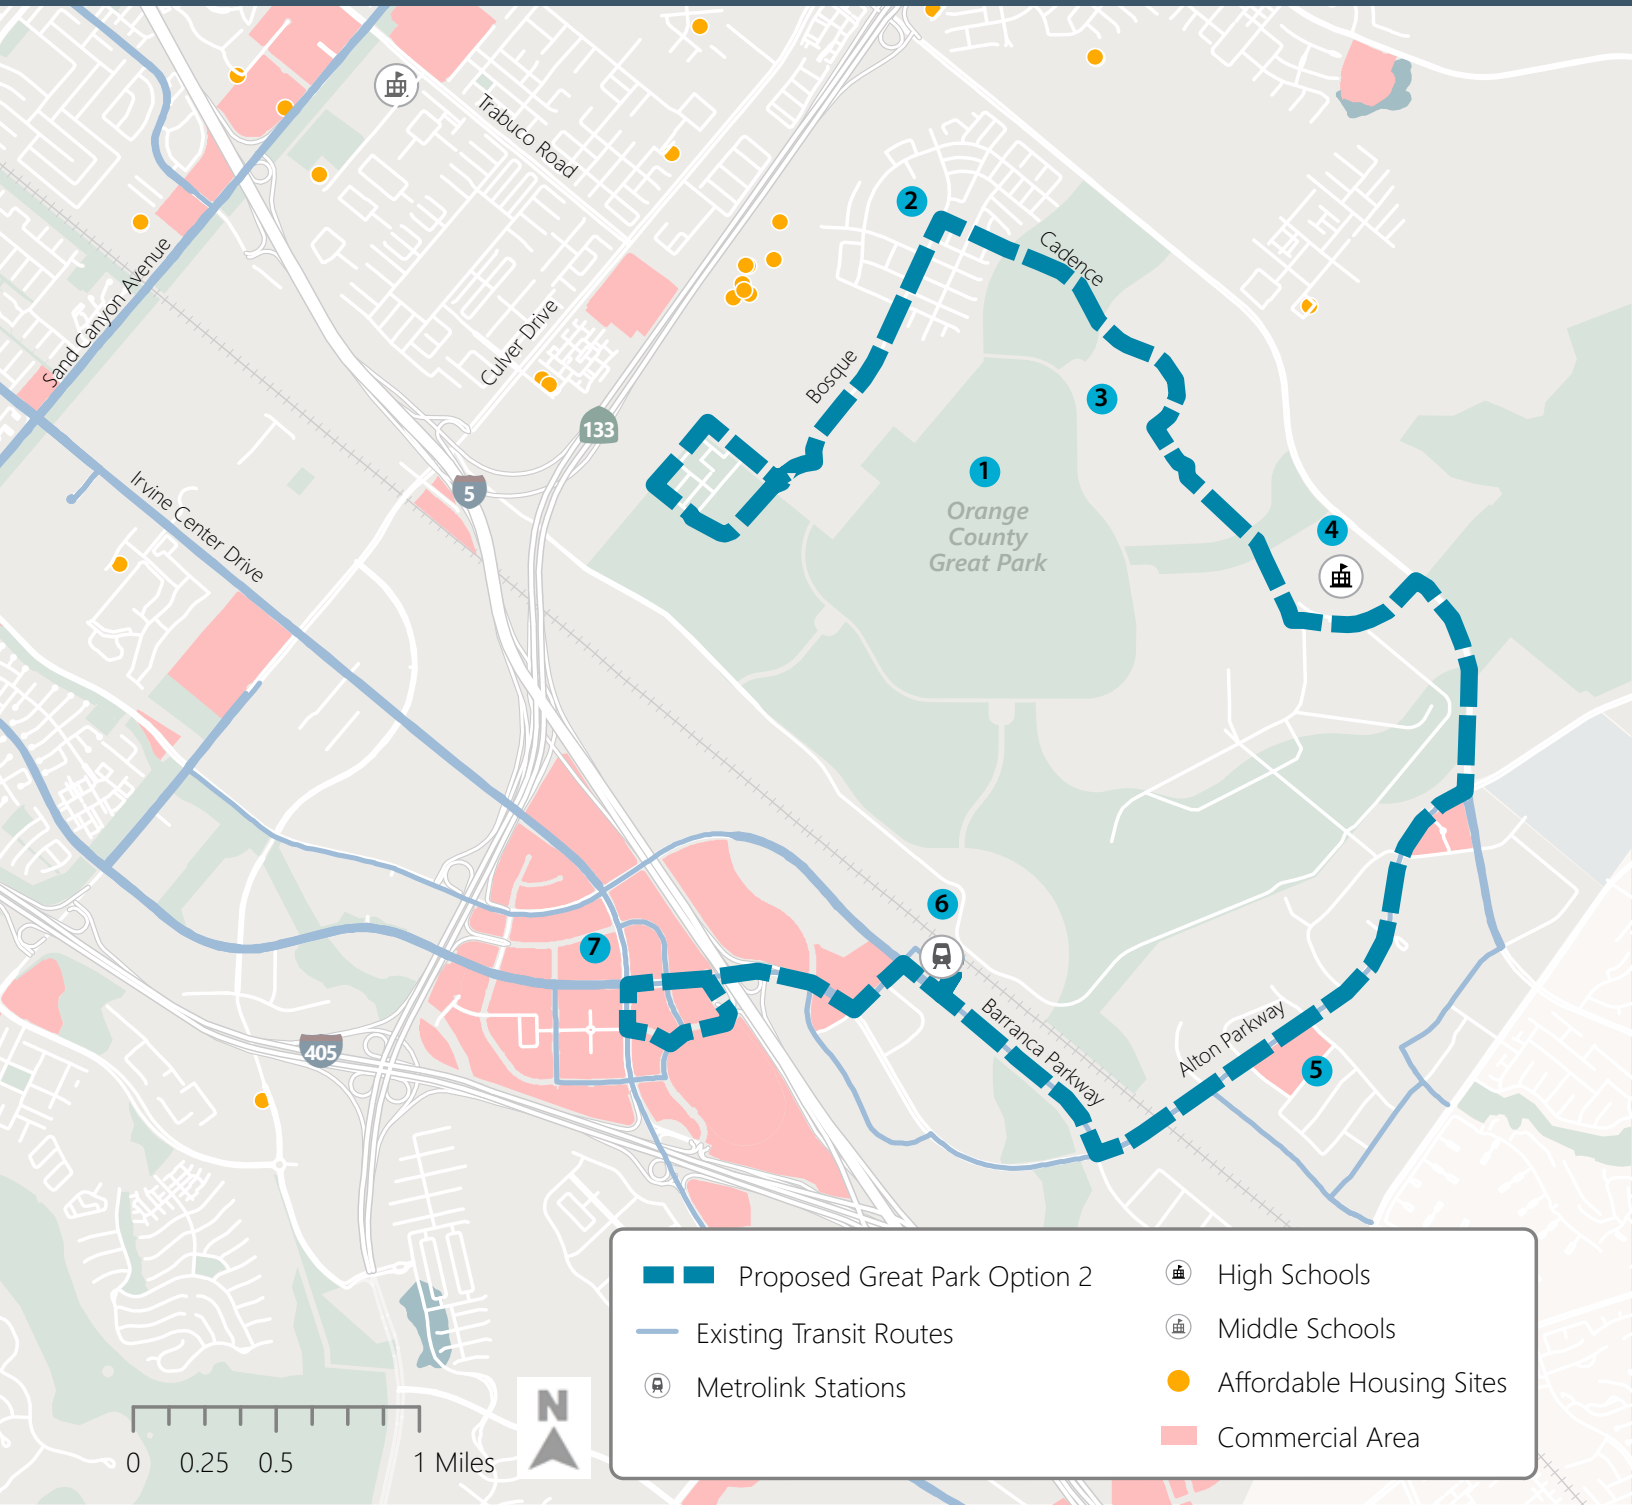 Trabuco Road
2
Cadence
Sand Canyon Avenue
Culver Drive
Bosque
3
133
1
Orange
County
Great Park
5
Irvine Center Drive
4
6
7
Barranca Parkway
Alton Parkway
405
5
Proposed Great Park Option 2
Existing Transit Routes
Metrolink Stations
High Schools
Middle Schools
Affordable Housing Sites
Commercial Area
N
0 0.25 0.5 1 Miles